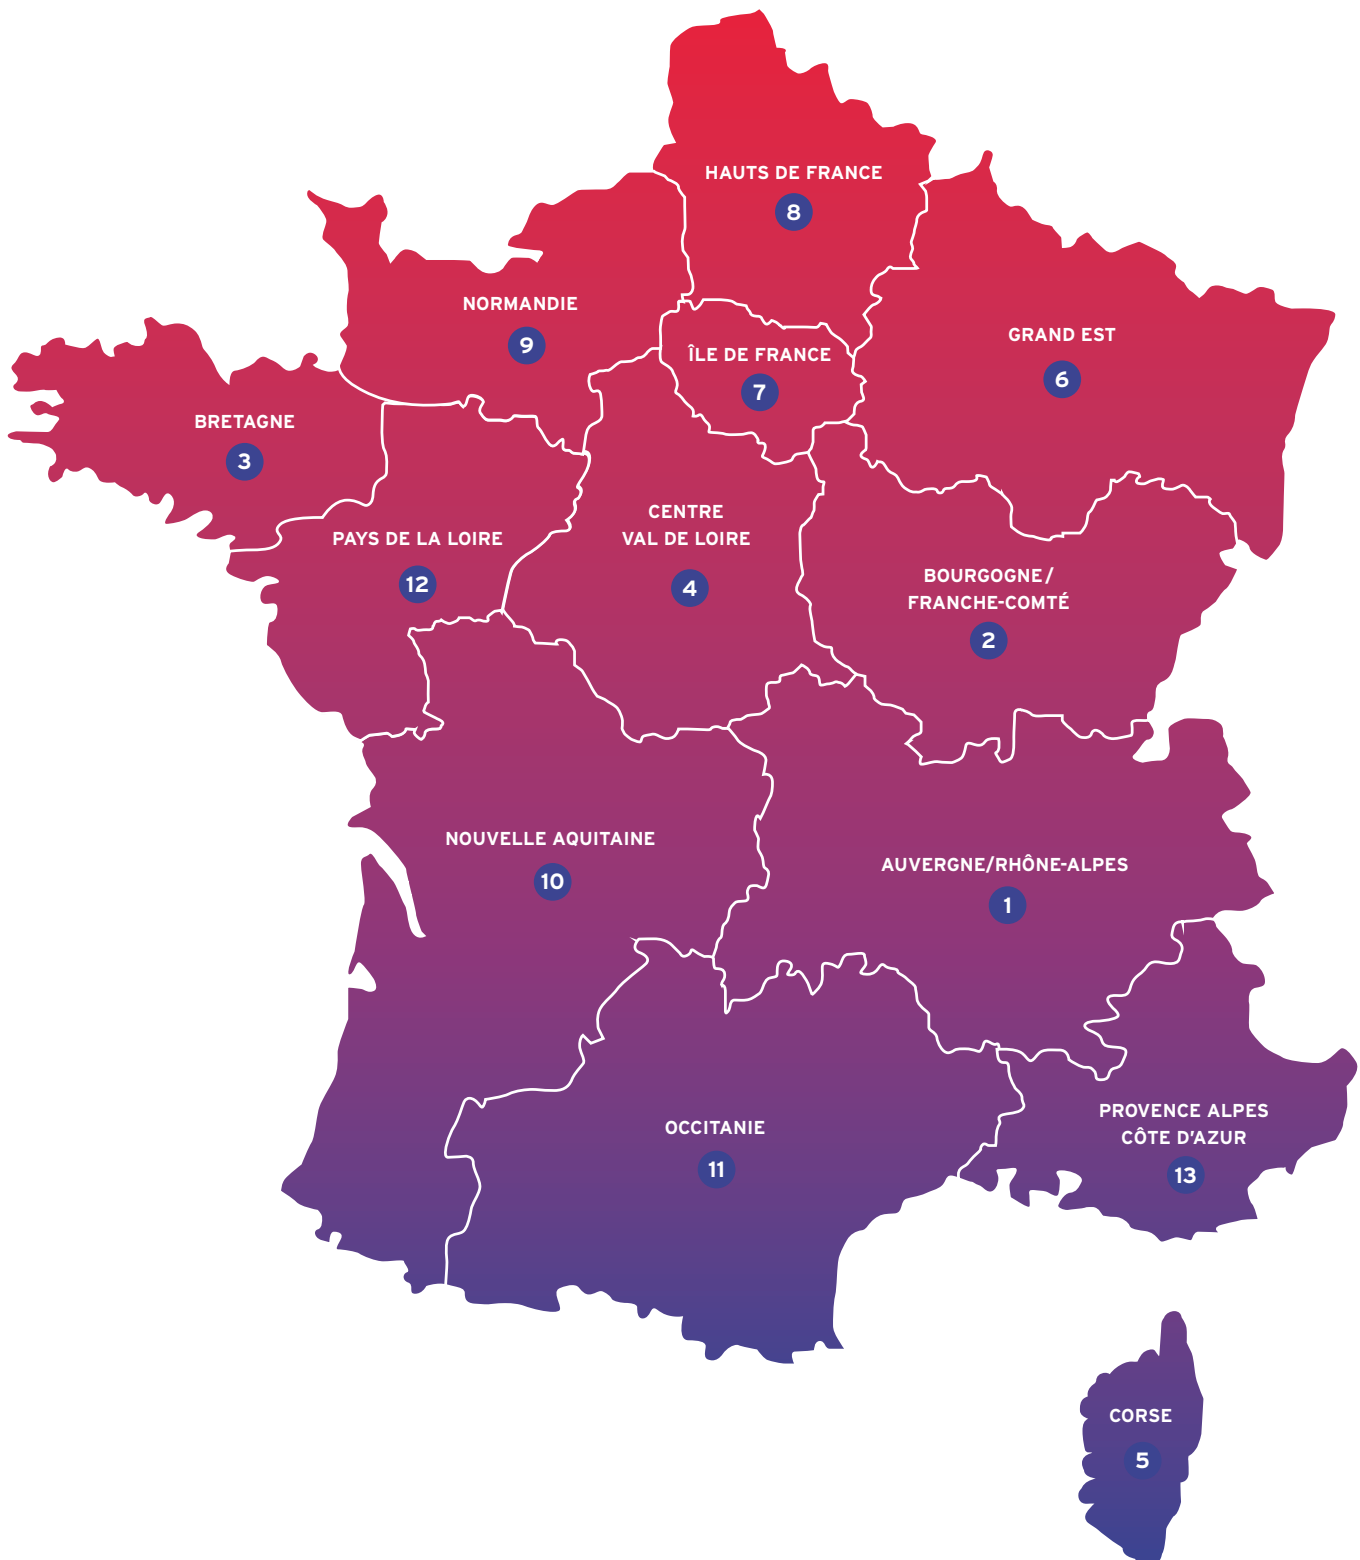 HAUTS DE FRANCE
8
NORMANDIE
9
ÎLE DE FRANCE
7
GRAND EST
6
BRETAGNE
3
PAYS DE LA LOIRE
12
CENTRE
VAL DE LOIRE
4
BOURGOGNE/
FRANCHE-COMTÉ
2
NOUVELLE AQUITAINE
10
AUVERGNE/RHÔNE-ALPES
1
OCCITANIE
11
PROVENCE ALPES
CÔTE D'AZUR
13
CORSE
5